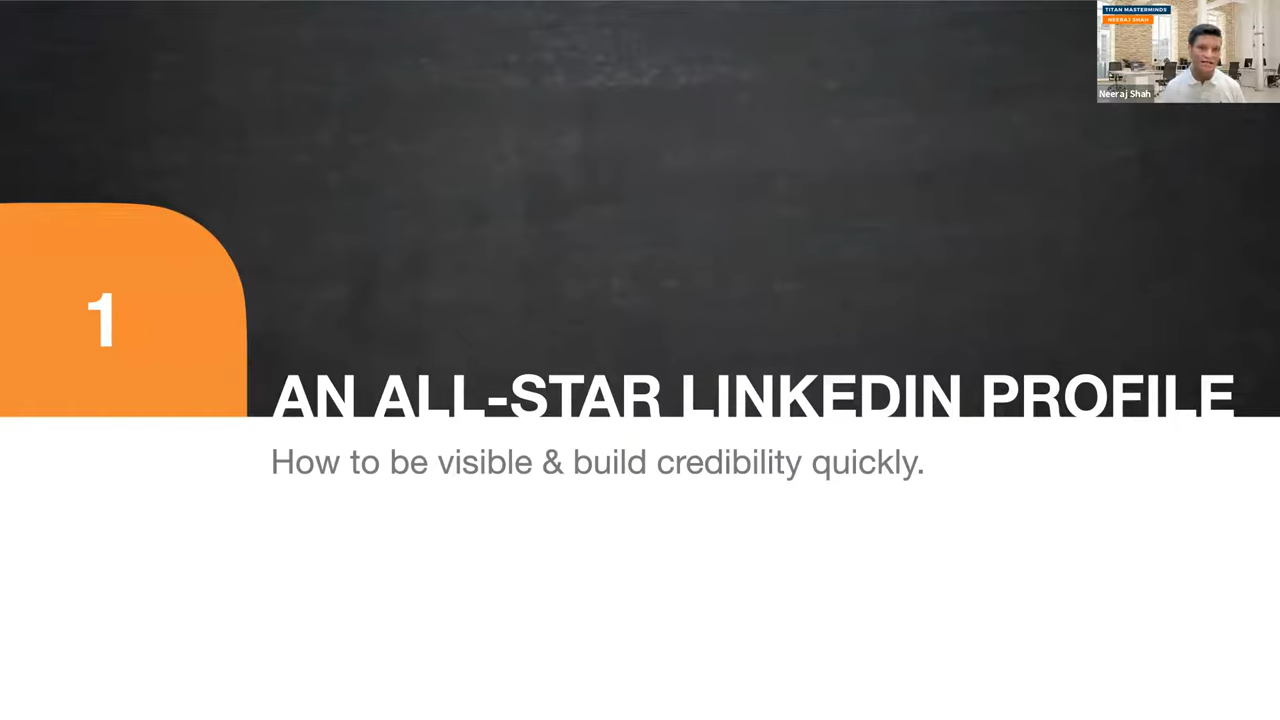 TITAN MASTERMINDS
NEERAJ SHAH
Neeraj Shah
1
AN ALL-STAR LINKEDIN PROFILE
How to be visible & build credibility quickly.